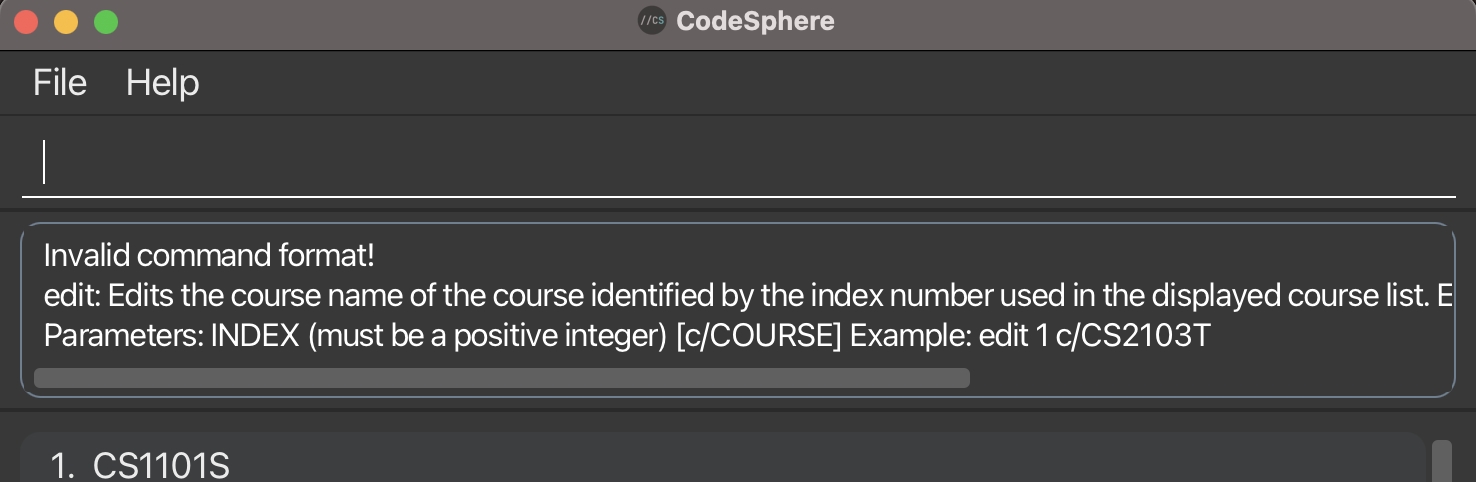 //CS CodeSphere
File Help
Invalid command format!
edit: Edits the course name of the course identified by the index number used in the displayed course list. E
Parameters: INDEX (must be a positive integer) [c/COURSE] Example: edit 1 c/CS2103T
1. CS1101S